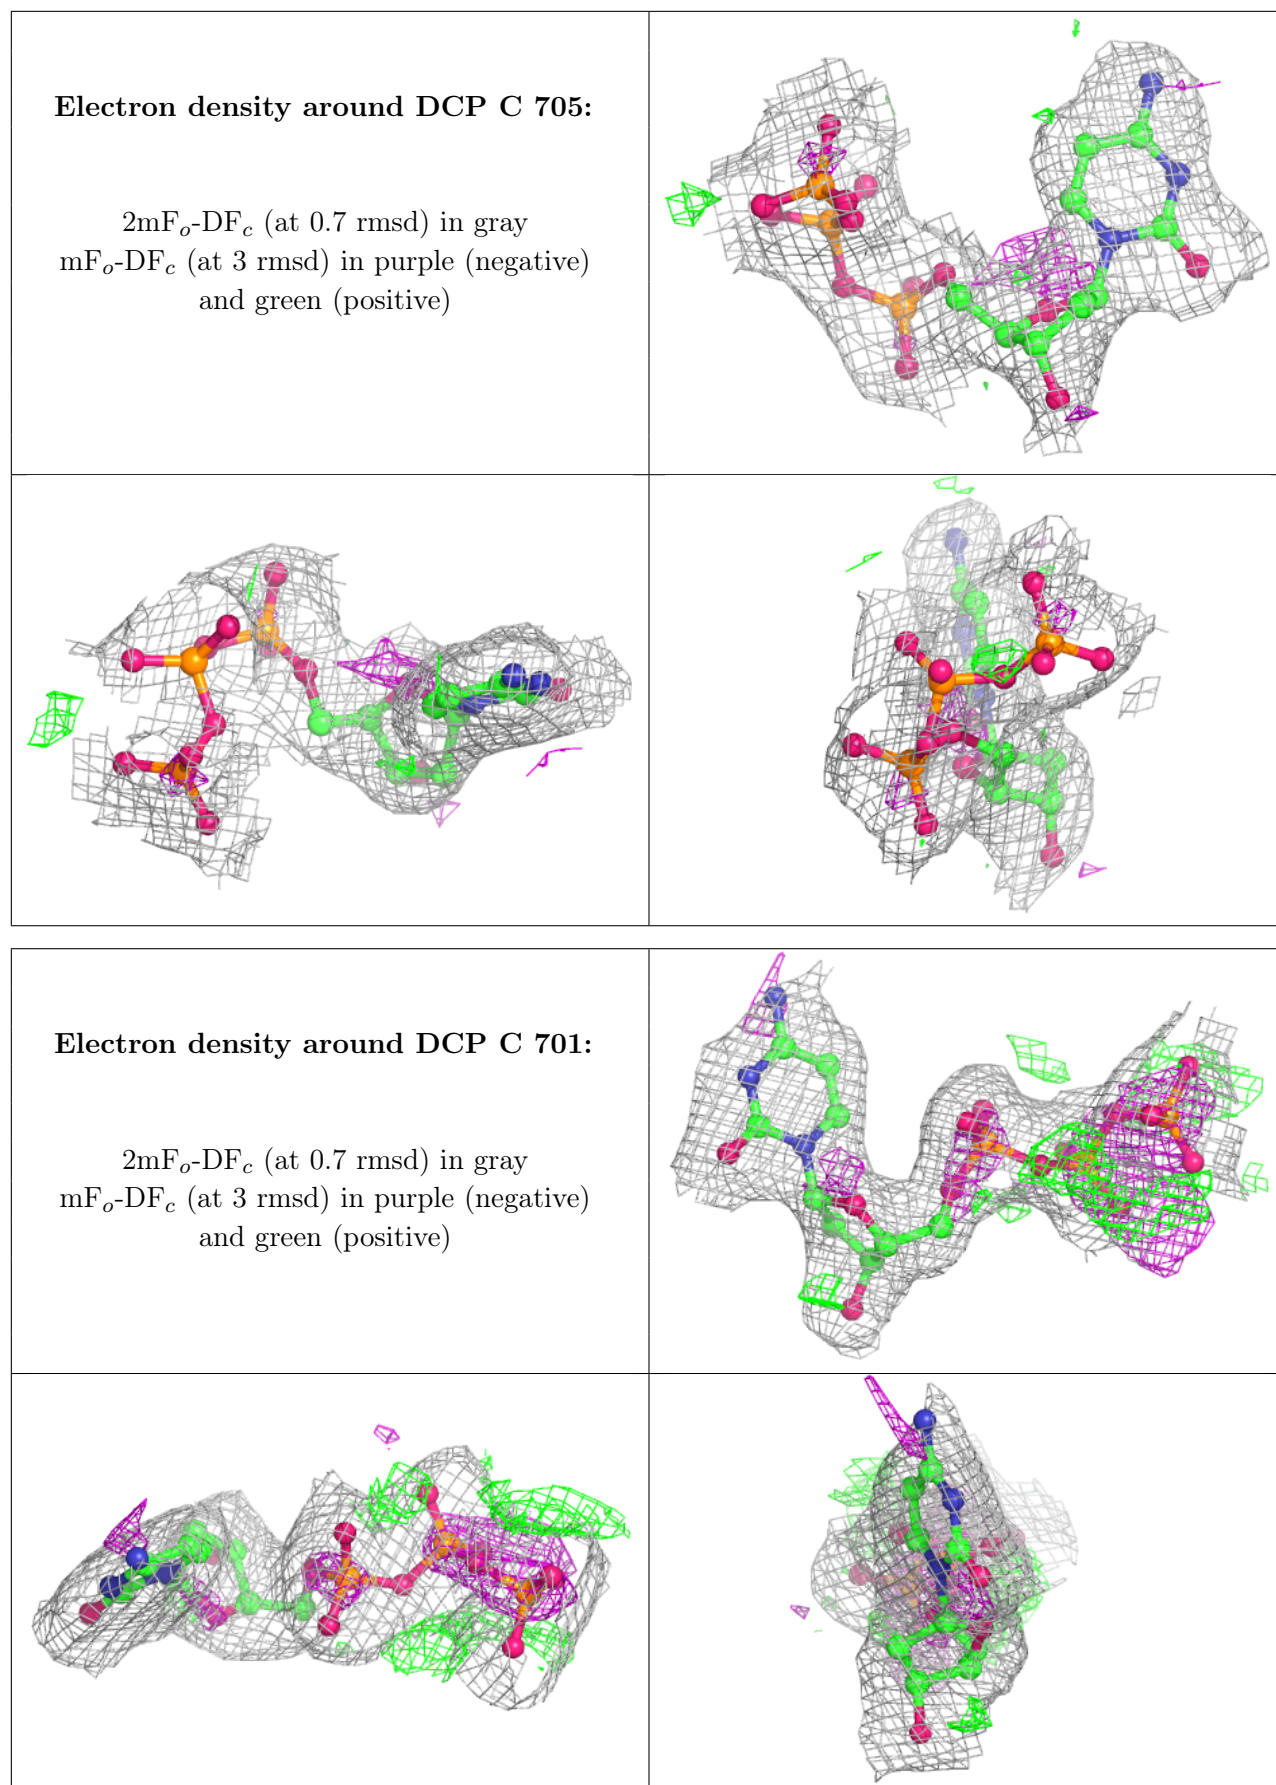 Electron density around DCP C 705:
2mFo-DFc (at 0.7 rmsd) in gray
mFo-DFc (at 3 rmsd) in purple (negative)
and green (positive)
Electron density around DCP C 701:
2mFo-DFc (at 0.7 rmsd) in gray
mFo-DFc (at 3 rmsd) in purple (negative)
and green (positive)